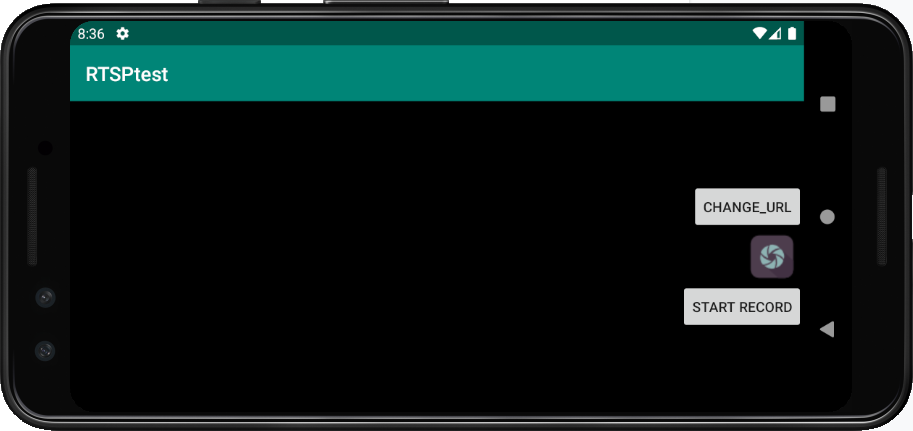 8:36
RTSPtest
CHANGE_URL
START RECORD